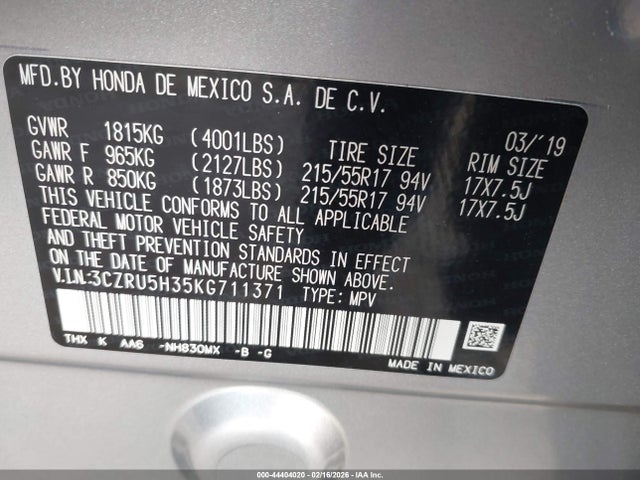 MFD.BY HONDA DE MEXICO S.A. DE C.V.
03/'19
GVWR 1815KG (4001LBS) TIRE SIZE RIM SIZE
GAWR F 965KG (2127LBS) 215/55R17 94V 17X7.5J
GAWR R 850KG (1873LBS) 215/55R17 94V 17X7.5J
THIS VEHICLE CONFORMS TO ALL APPLICABLE
FEDERAL MOTOR VEHICLE SAFETY
AND THEFT PREVENTION STANDARDS IN EFFECT
ON THE DATE OF MANUFACTURE SHOWN ABOVE.
V.I.N:3CZRU5H35KG711371 TYPE: MPV
THX K AA6 -NH830MX -B -G
MADE IN MEXICO
000-44404020 - 02/16/2026 - IAA Inc.